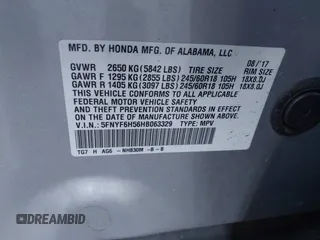 MFD. BY HONDA MFG. OF ALABAMA, LLC
08/'17
GVWR 2650 KG (5842 LBS) TIRE SIZE RIM SIZE
GAWR F 1295 KG (2855 LBS) 245/60R18 105H 18X8.0J
GAWR R 1405 KG (3097 LBS) 245/60R18 105H 18X8.0J
THIS VEHICLE CONFORMS TO ALL APPLICABLE
FEDERAL MOTOR VEHICLE SAFETY
AND THEFT PREVENTION STANDARDS IN EFFECT
ON THE DATE OF MANUFACTURE SHOWN ABOVE.
V.I.N.: 5FNYF6H56HB063329 TYPE: MPV
TG7 H AG6 -NH830M -B-B
BIDHISTORY